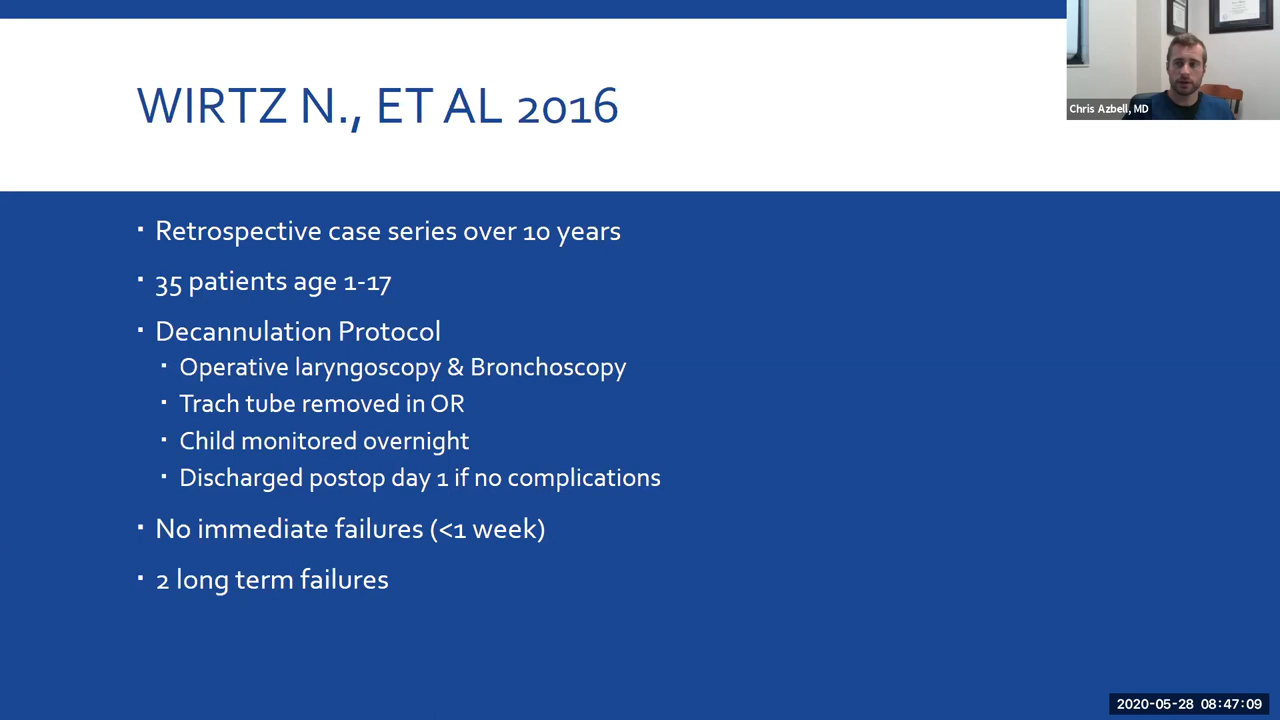 WIRTZ N., ET AL 2016
Chris Azbell, MD
▪ Retrospective case series over 10 years
▪ 35 patients age 1-17
▪ Decannulation Protocol
▪ Operative laryngoscopy & Bronchoscopy
▪ Trach tube removed in OR
▪ Child monitored overnight
▪ Discharged postop day 1 if no complications
▪ No immediate failures (<1 week)
▪ 2 long term failures
2020-05-28 08:47:09